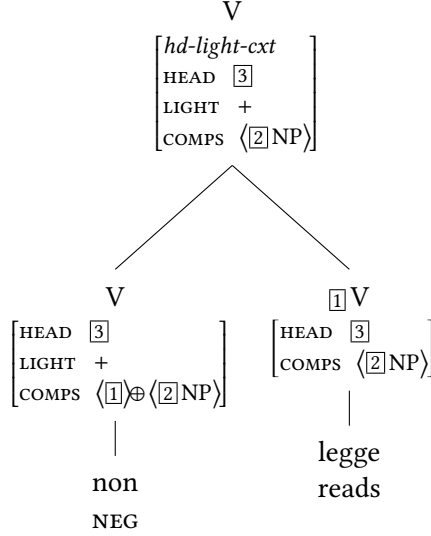 V
[hd-light-cxt
HEAD [3]
LIGHT +
COMPS ⟨[2] NP⟩]
V
[HEAD [3]
LIGHT +
COMPS ⟨[1]⟩⊕⟨[2] NP⟩]
non
NEG
[1] V
[HEAD [3]
COMPS ⟨[2] NP⟩]
legge
reads